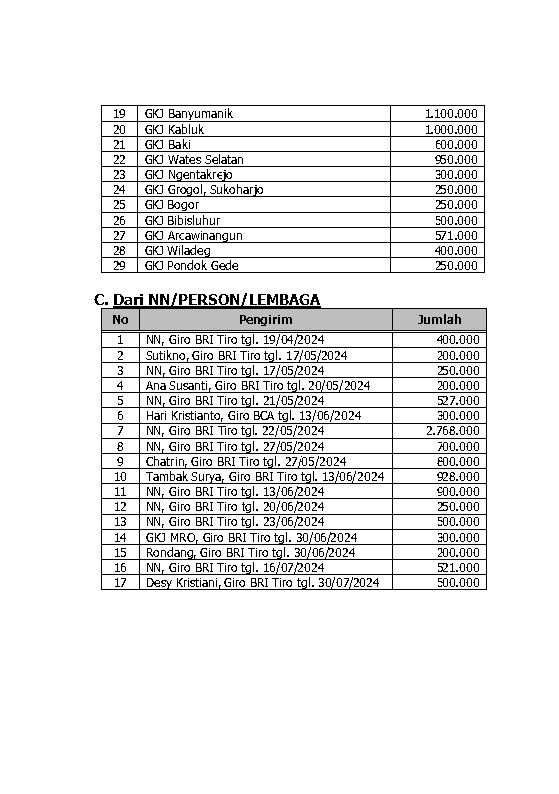 19 GKJ Banyumanik 1.100.000
20 GKJ Kabluk 1.000.000
21 GKJ Baki 600.000
22 GKJ Wates Selatan 950.000
23 GKJ Ngentakrejo 300.000
24 GKJ Grogol, Sukoharjo 250.000
25 GKJ Bogor 250.000
26 GKJ Bibisluhur 500.000
27 GKJ Arcawinangun 571.000
28 GKJ Wiladeg 400.000
29 GKJ Pondok Gede 250.000
C. Dari NN/PERSON/LEMBAGA
No Pengirim Jumlah
1 NN, Giro BRI Tiro tgl. 19/04/2024 400.000
2 Sutikno, Giro BRI Tiro tgl. 17/05/2024 200.000
3 NN, Giro BRI Tiro tgl. 17/05/2024 250.000
4 Ana Susanti, Giro BRI Tiro tgl. 20/05/2024 200.000
5 NN, Giro BRI Tiro tgl. 21/05/2024 527.000
6 Hari Kristianto, Giro BCA tgl. 13/06/2024 300.000
7 NN, Giro BRI Tiro tgl. 22/05/2024 2.768.000
8 NN, Giro BRI Tiro tgl. 27/05/2024 700.000
9 Chatrin, Giro BRI Tiro tgl. 27/05/2024 800.000
10 Tambak Surya, Giro BRI Tiro tgl. 13/06/2024 928.000
11 NN, Giro BRI Tiro tgl. 13/06/2024 900.000
12 NN, Giro BRI Tiro tgl. 20/06/2024 250.000
13 NN, Giro BRI Tiro tgl. 23/06/2024 500.000
14 GKJ MRO, Giro BRI Tiro tgl. 30/06/2024 300.000
15 Rondang, Giro BRI Tiro tgl. 30/06/2024 200.000
16 NN, Giro BRI Tiro tgl. 16/07/2024 521.000
17 Desy Kristiani, Giro BRI Tiro tgl. 30/07/2024 500.000